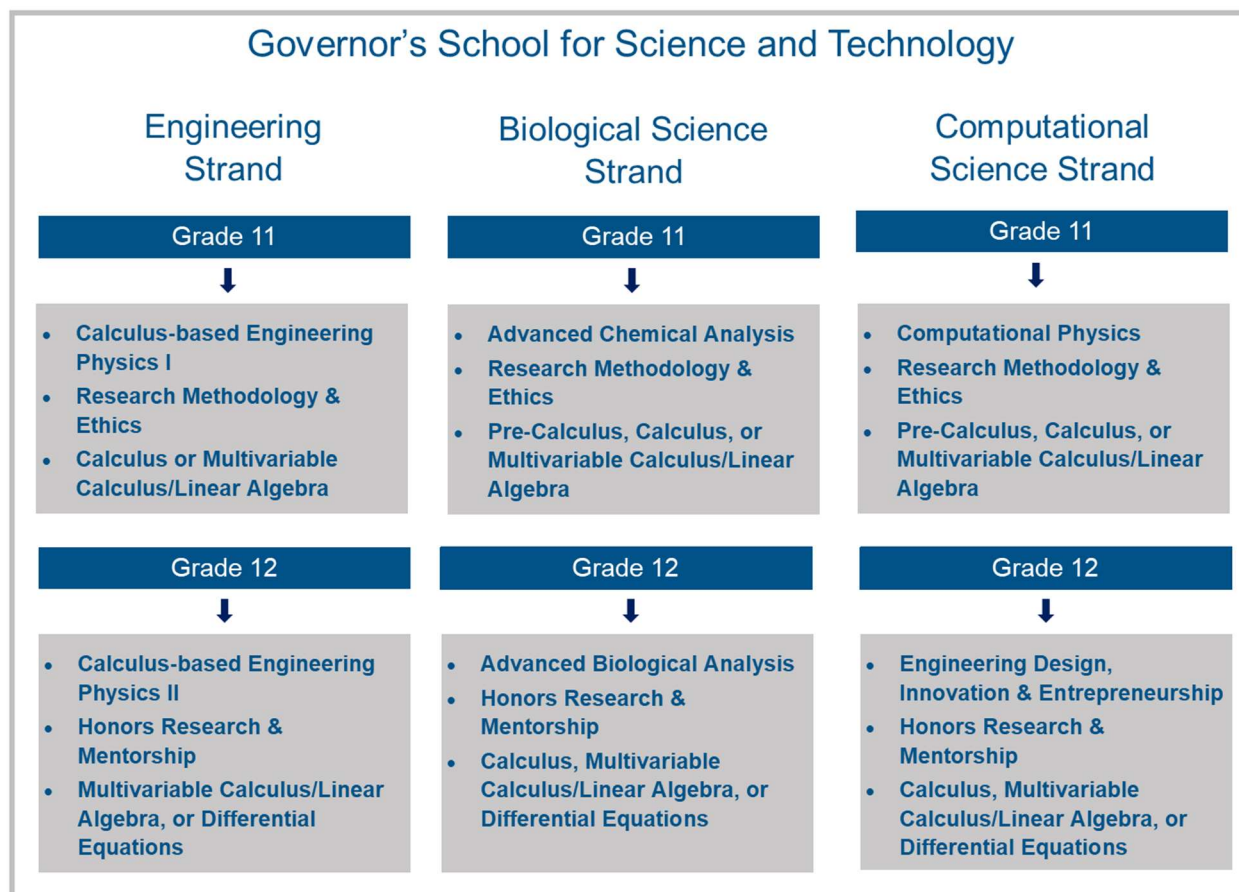 Governor's School for Science and Technology
Engineering
Strand
Grade 11
• Calculus-based Engineering
Physics I
• Research Methodology &
Ethics
• Calculus or Multivariable
Calculus/Linear Algebra
Grade 12
• Calculus-based Engineering
Physics II
• Honors Research &
Mentorship
• Multivariable Calculus/Linear
Algebra, or Differential
Equations
Biological Science
Strand
Grade 11
• Advanced Chemical Analysis
• Research Methodology &
Ethics
• Pre-Calculus, Calculus, or
Multivariable Calculus/Linear
Algebra
Grade 12
• Advanced Biological Analysis
• Honors Research &
Mentorship
• Calculus, Multivariable
Calculus/Linear Algebra, or
Differential Equations
Computational
Science Strand
Grade 11
• Computational Physics
• Research Methodology &
Ethics
• Pre-Calculus, Calculus, or
Multivariable Calculus/Linear
Algebra
Grade 12
• Engineering Design,
Innovation & Entrepreneurship
• Honors Research &
Mentorship
• Calculus, Multivariable
Calculus/Linear Algebra, or
Differential Equations